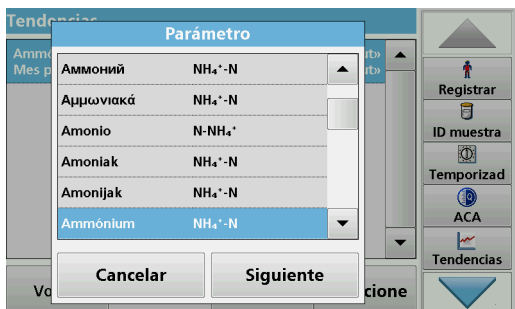 Tendencias
Parámetro
Ammó
ut»
Mes p
ut»
Аммоний NH₄⁺-N
Αμμωνιακά NH₄⁺-N
Amonio N-NH₄⁺
Amoniak NH₄⁺-N
Amonijak NH₄⁺-N
Ammónium NH₄⁺-N
Cancelar Siguiente
Vo
cione
Registrar
ID muestra
Temporizad
ACA
Tendencias